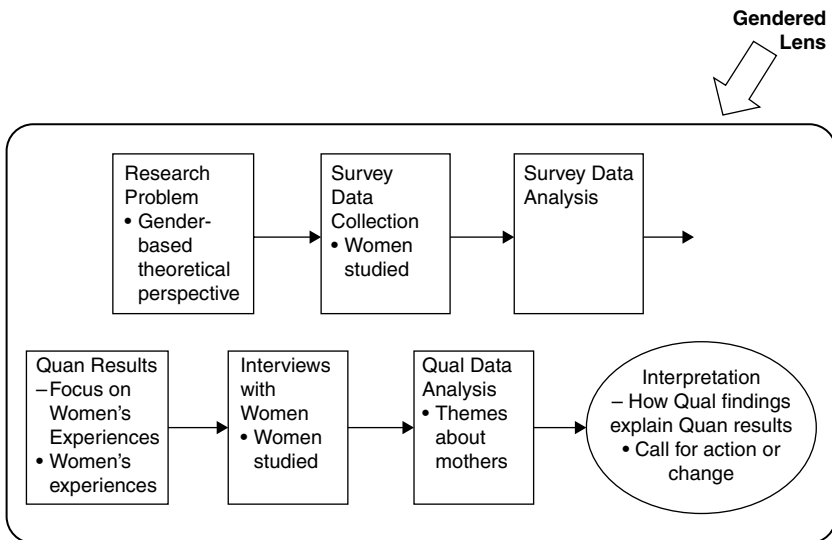 Gendered
Lens
Research
Problem
• Gender-
based
theoretical
perspective
Survey
Data
Collection
• Women
studied
Survey Data
Analysis
Quan Results
– Focus on
Women’s
Experiences
• Women’s
experiences
Interviews
with
Women
• Women
studied
Qual Data
Analysis
• Themes
about
mothers
Interpretation
– How Qual findings
explain Quan results
• Call for action or
change